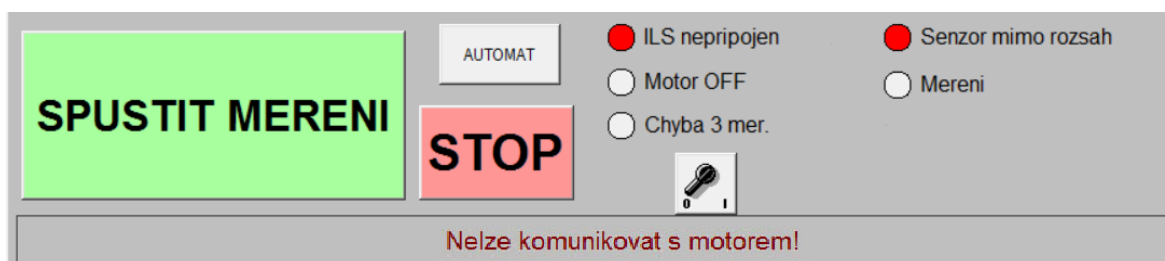 SPUSTIT MERENI
AUTOMAT
STOP
ILS nepripojen
Motor OFF
Chyba 3 mer.
0 I
Senzor mimo rozsah
Mereni
Nelze komunikovat s motorem!